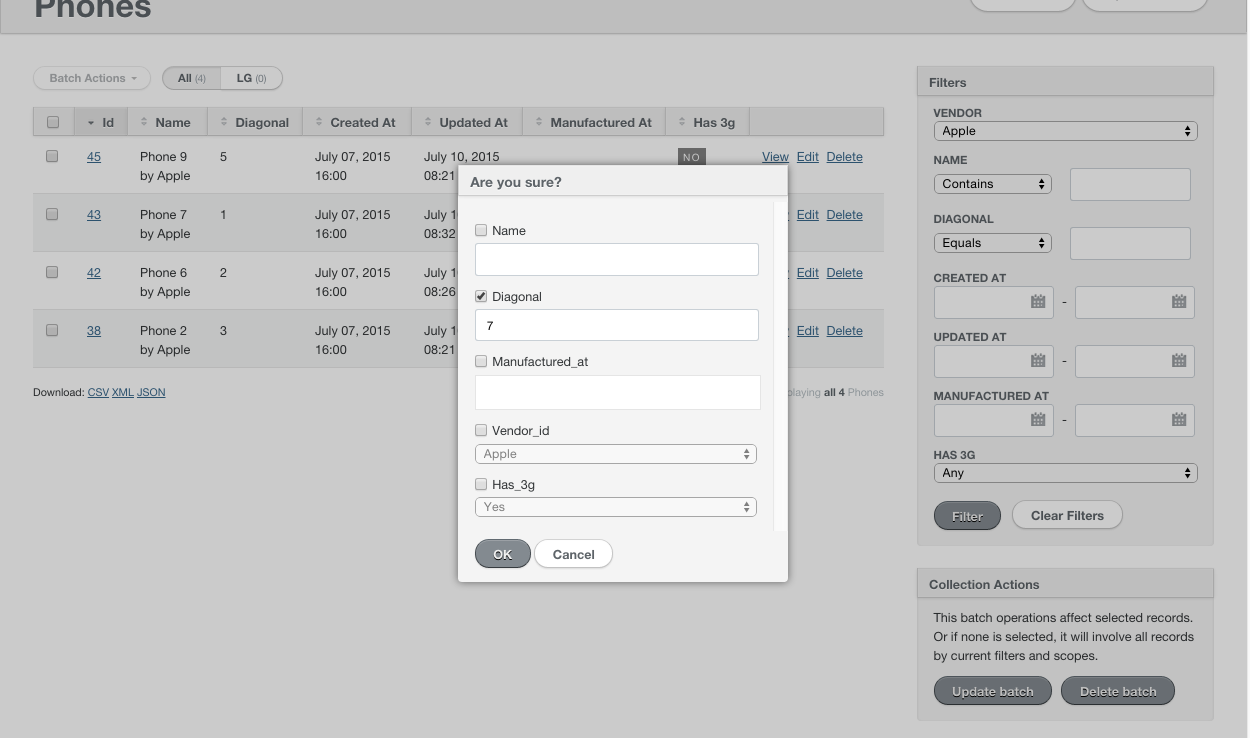 Phones
Batch Actions
All (4) LG (0)
Id Name Diagonal Created At Updated At Manufactured At Has 3g
45 Phone 9 5 July 07, 2015 July 10, 2015 NO View Edit Delete
by Apple 16:00 08:21
43 Phone 7 1 July 07, 2015 July 1 Edit Delete
by Apple 16:00 08:32
42 Phone 6 2 July 07, 2015 July 1 Edit Delete
by Apple 16:00 08:26
38 Phone 2 3 July 07, 2015 July 1 Edit Delete
by Apple 16:00 08:21
Download: CSV XML JSON
playing all 4 Phones
Are you sure?
Name
Diagonal
7
Manufactured_at
Vendor_id
Apple
Has_3g
Yes
OK Cancel
Filters
VENDOR
Apple
NAME
Contains
DIAGONAL
Equals
CREATED AT
-
UPDATED AT
-
MANUFACTURED AT
-
HAS 3G
Any
Filter Clear Filters
Collection Actions
This batch operations affect selected records.
Or if none is selected, it will involve all records
by current filters and scopes.
Update batch Delete batch